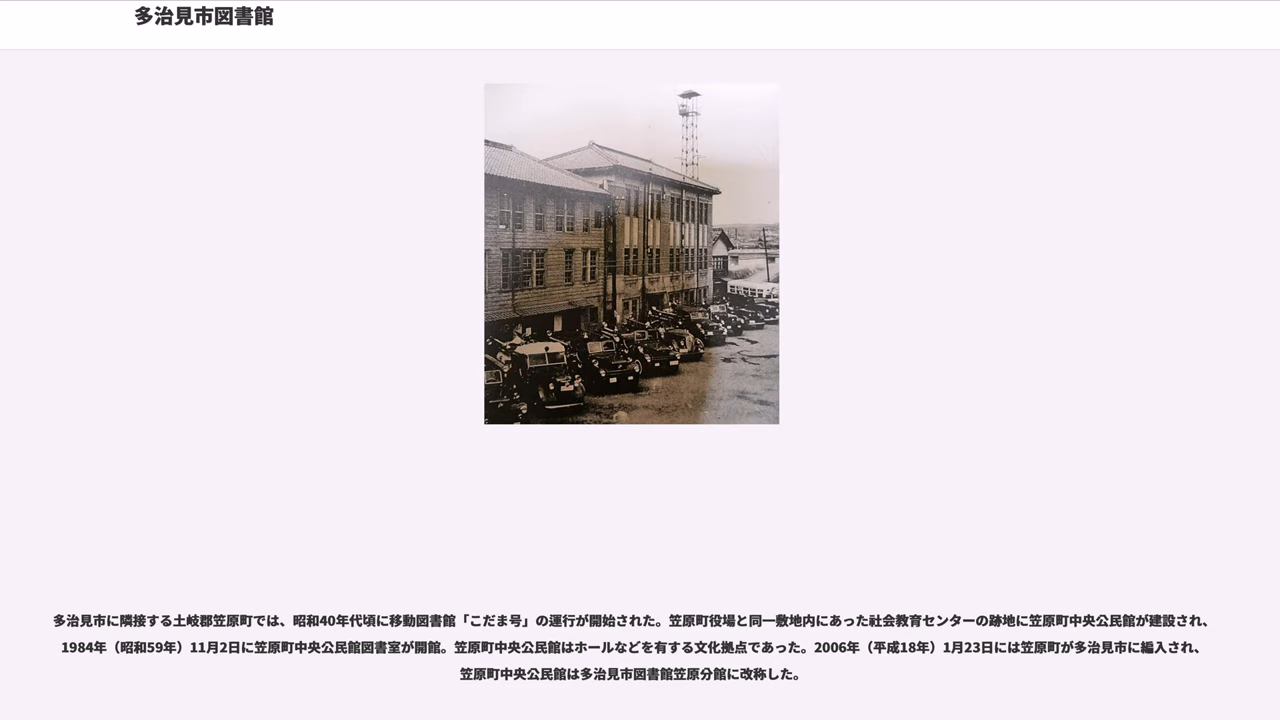 多治見市図書館
多治見市に隣接する土岐郡笠原町では、昭和40年代頃に移動図書館「こだま号」の運行が開始された。笠原町役場と同一敷地内にあった社会教育センターの跡地に笠原町中央公民館が建設され、
1984年（昭和59年）11月2日に笠原町中央公民館図書室が開館。笠原町中央公民館はホールなどを有する文化拠点であった。2006年（平成18年）1月23日には笠原町が多治見市に編入され、
笠原町中央公民館は多治見市図書館笠原分館に改称した。